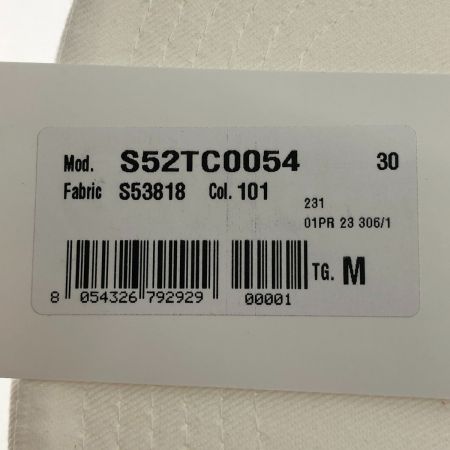 Mod. S52TC0054 30
Fabric S53818 Col. 101
231
01PR 23 306/1
TG. M
8 054326 792929 00001